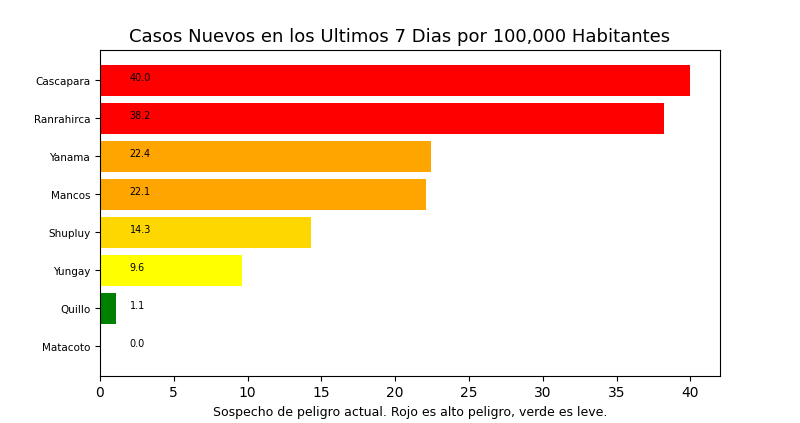 Casos Nuevos en los Ultimos 7 Dias por 100,000 Habitantes
Cascapara 40.0
Ranrahirca 38.2
Yanama 22.4
Mancos 22.1
Shupluy 14.3
Yungay 9.6
Quillo 1.1
Matacoto 0.0
0 5 10 15 20 25 30 35 40
Sospecho de peligro actual. Rojo es alto peligro, verde es leve.